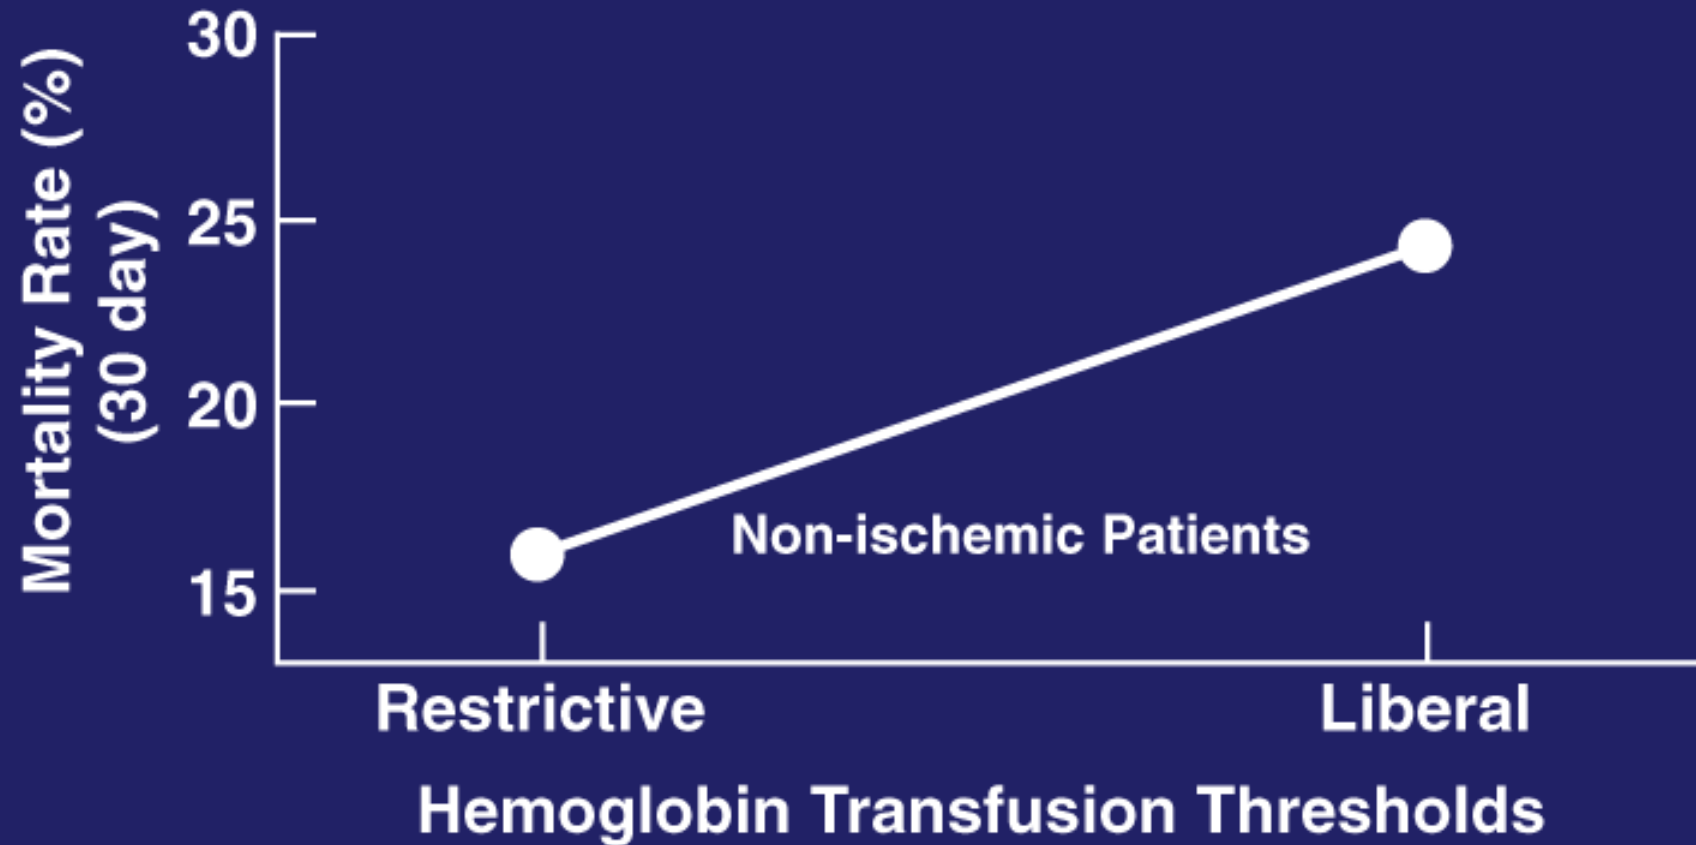 Mortality Rate (%)
(30 day)
30
25
20
15
Non-ischemic Patients
Restrictive
Liberal
Hemoglobin Transfusion Thresholds